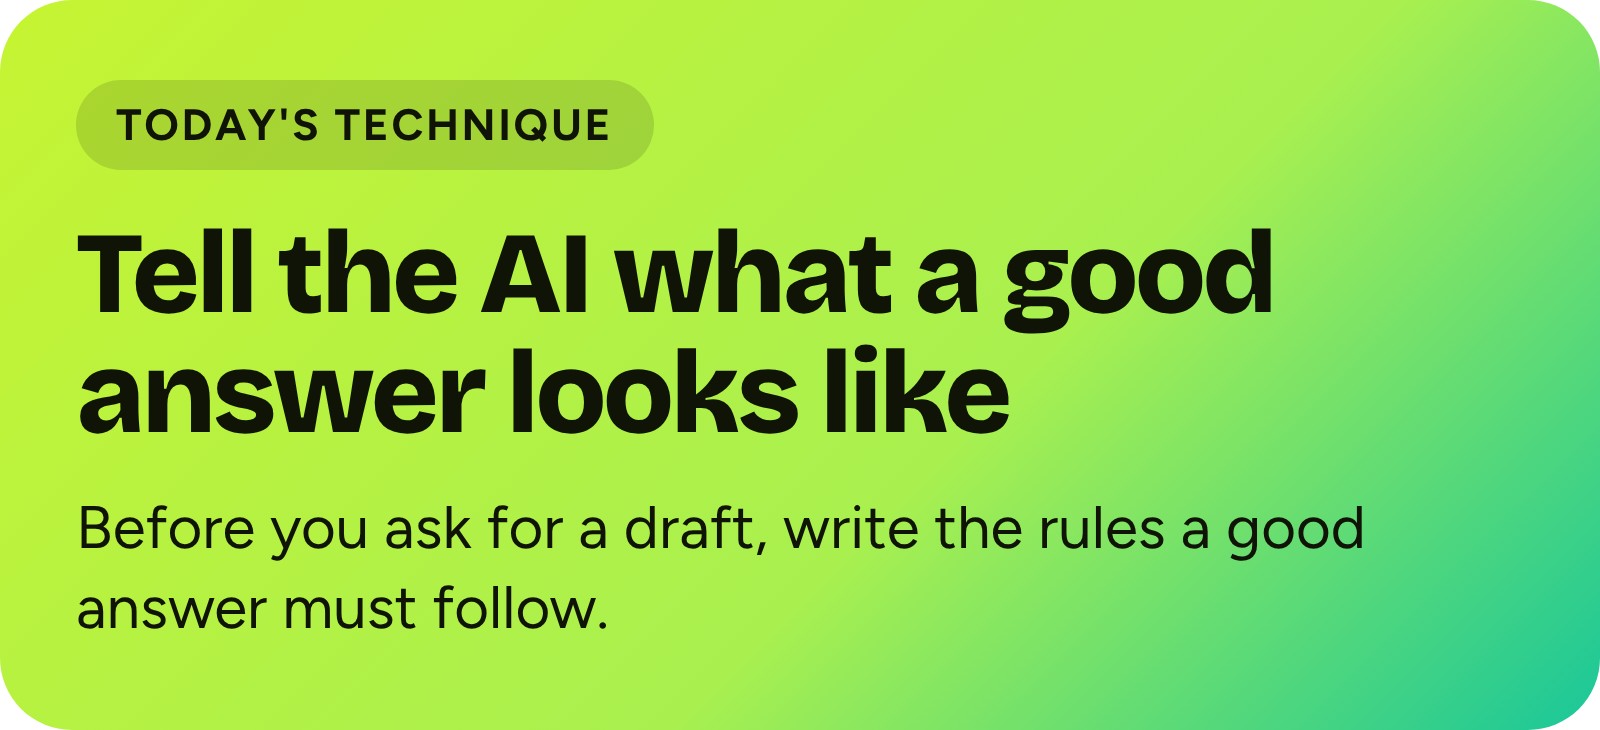 TODAY'S TECHNIQUE
Tell the AI what a good
answer looks like
Before you ask for a draft, write the rules a good
answer must follow.